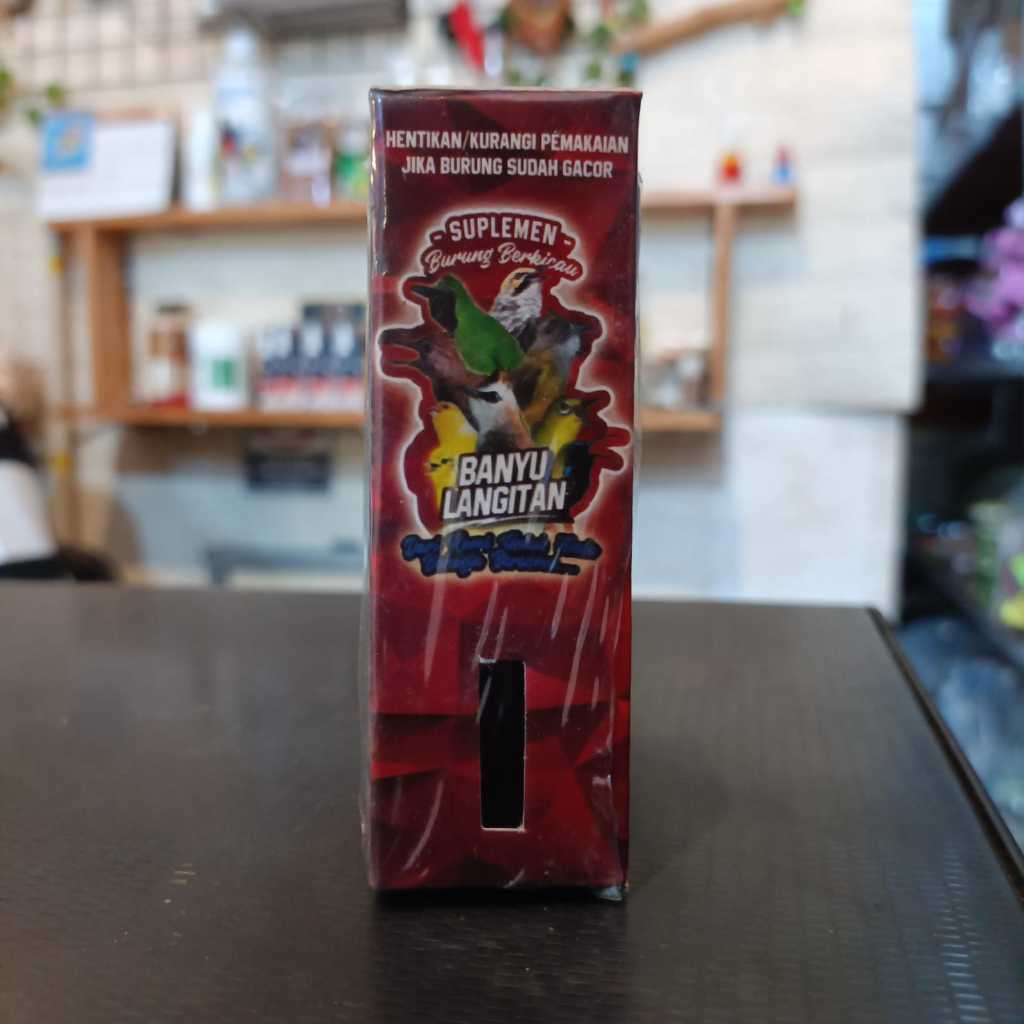 HENTIKAN/KURANGI PEMAKAIAN
JIKA BURUNG SUDAH GACOR
- SUPLEMEN -
Burung Berkicau
BANYU
LANGITAN